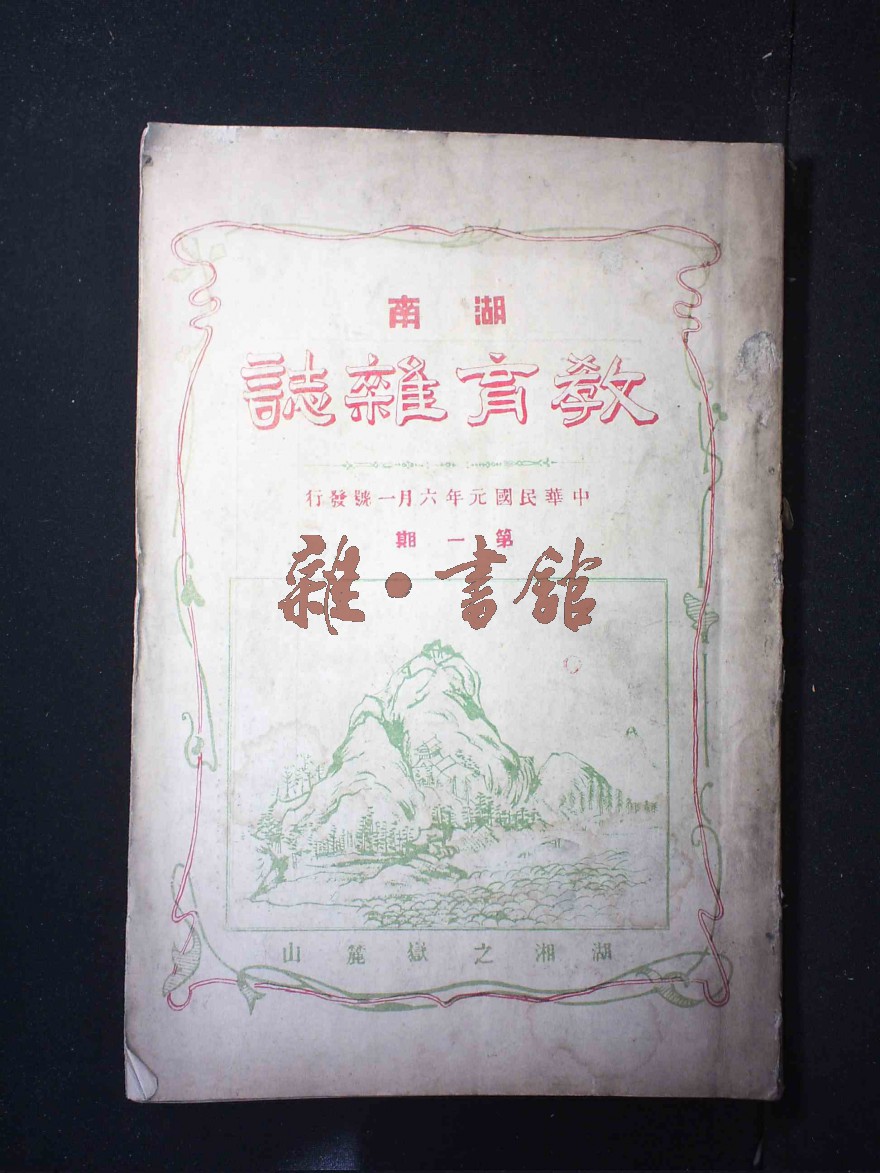 湖南
教育雜誌
中華民國元年六月一號發行
第一期
雜·書館
湖湘之嶽麓山